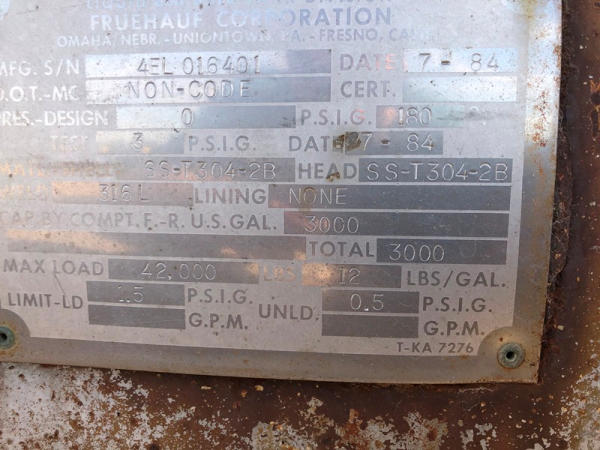 FRUEHAUF CORPORATION
OMAHA, NEBR. - UNIONTOWN, PA. - FRESNO, CAL
MFG. S/N 4EL 016401 DATE 7 - 84
D.O.T.-MC NON-CODE CERT.
PRES.-DESIGN 0 P.S.I.G. 180
TEST 3 P.S.I.G. DATE 7 - 84
SS-T304-2B HEAD SS-T304-2B
316L LINING NONE
CAP. BY COMPT. F.-R. U.S. GAL. 3000
TOTAL 3000
MAX LOAD 42,000 LBS 12 LBS/GAL.
LIMIT-LD 15 P.S.I.G. UNLD. 0.5 P.S.I.G.
G.P.M. G.P.M.
T-KA 7276